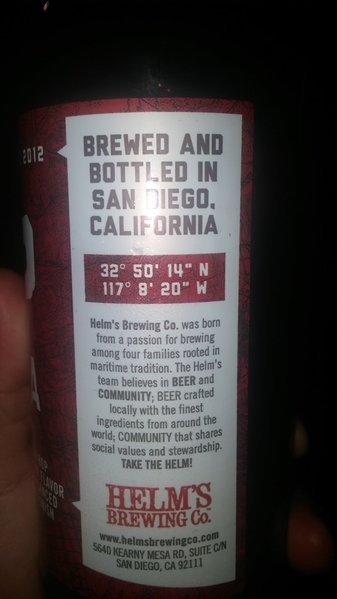 2012
BREWED AND
BOTTLED IN
SAN DIEGO,
CALIFORNIA
32° 50' 14" N
117° 8' 20" W
Helm's Brewing Co. was born
from a passion for brewing
among four families rooted in
maritime tradition. The Helm's
team believes in BEER and
COMMUNITY; BEER crafted
locally with the finest
ingredients from around the
world; COMMUNITY that shares
social values and stewardship.
TAKE THE HELM!
HELM'S
BREWING Co.
www.helmsbrewingco.com
5640 KEARNY MESA RD, SUITE C/N
SAN DIEGO, CA 92111